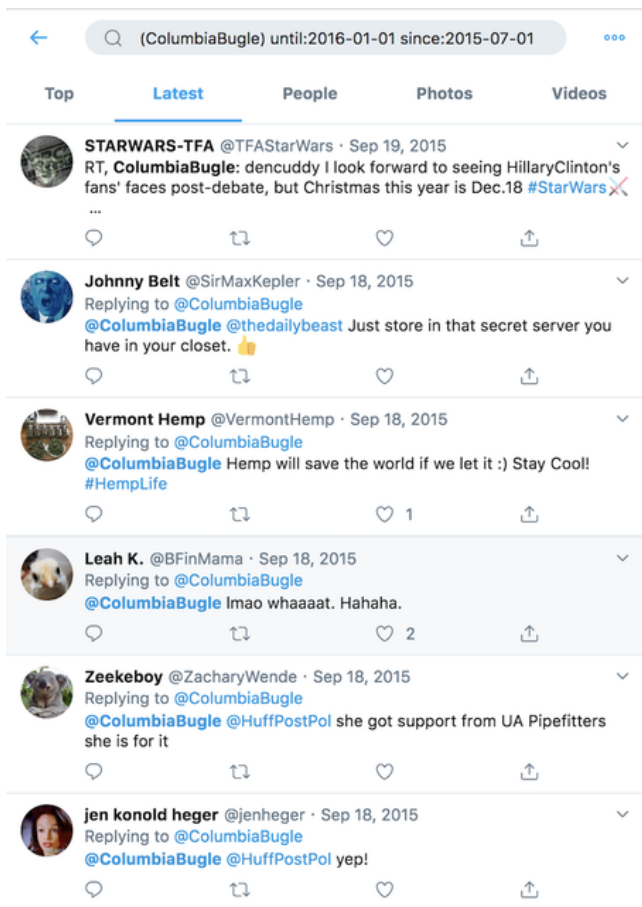 (ColumbiaBugle) until:2016-01-01 since:2015-07-01
Top Latest People Photos Videos
STARWARS-TFA @TFAStarWars · Sep 19, 2015
RT, ColumbiaBugle: dencuddy I look forward to seeing HillaryClinton's
fans' faces post-debate, but Christmas this year is Dec.18 #StarWars⚔️
...
Johnny Belt @SirMaxKepler · Sep 18, 2015
Replying to @ColumbiaBugle
@ColumbiaBugle @thedailybeast Just store in that secret server you
have in your closet. 👍
Vermont Hemp @VermontHemp · Sep 18, 2015
Replying to @ColumbiaBugle
@ColumbiaBugle Hemp will save the world if we let it :) Stay Cool!
#HempLife
1
Leah K. @BFinMama · Sep 18, 2015
Replying to @ColumbiaBugle
@ColumbiaBugle lmao whaaaat. Hahaha.
2
Zeekeboy @ZacharyWende · Sep 18, 2015
Replying to @ColumbiaBugle
@ColumbiaBugle @HuffPostPol she got support from UA Pipefitters
she is for it
jen konold heger @jenheger · Sep 18, 2015
Replying to @ColumbiaBugle
@ColumbiaBugle @HuffPostPol yep!